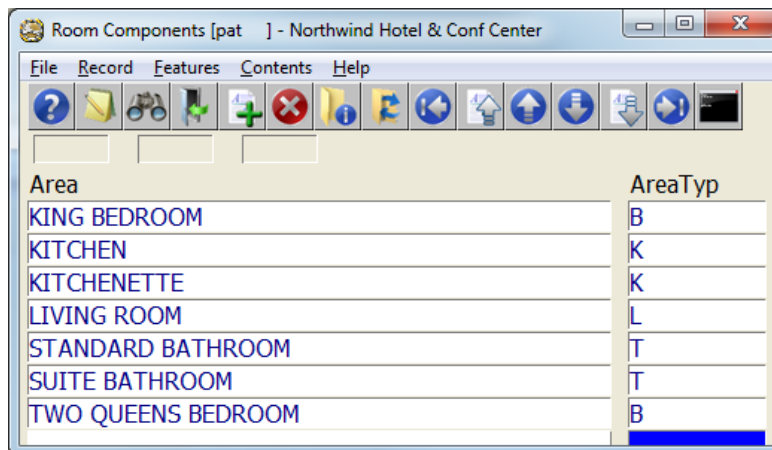 Room Components [pat ] - Northwind Hotel & Conf Center
File Record Features Contents Help
Area AreaTyp
KING BEDROOM B
KITCHEN K
KITCHENETTE K
LIVING ROOM L
STANDARD BATHROOM T
SUITE BATHROOM T
TWO QUEENS BEDROOM B